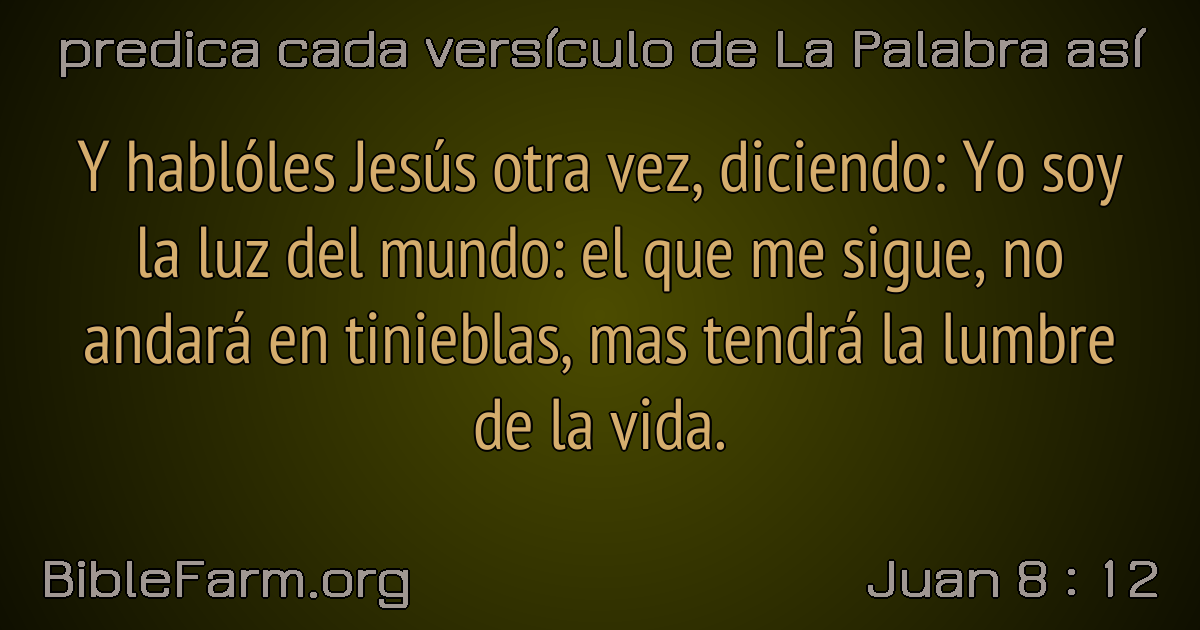 predica cada versículo de La Palabra así
Y hablóles Jesús otra vez, diciendo: Yo soy
la luz del mundo: el que me sigue, no
andará en tinieblas, mas tendrá la lumbre
de la vida.
BibleFarm.org
Juan 8 : 12